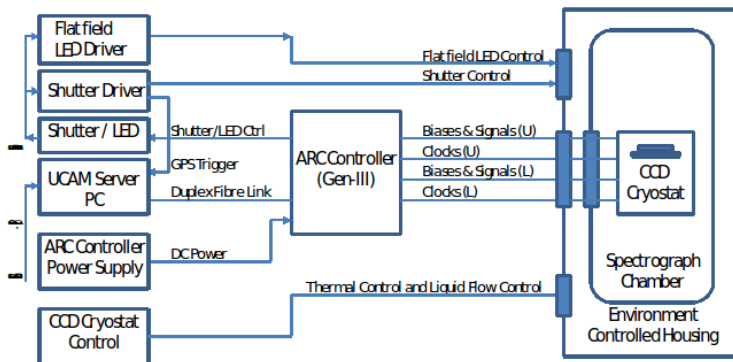 Flat field
LED Driver
Flat field LED Control
Shutter Driver
Shutter Control
Shutter / LED
Shutter/LED Ctrl
GPS Trigger
UCAM Server
PC
Duplex Fibre Link
ARC Controller
(Gen-III)
Biases & Signals (U)
Clocks (U)
Biases & Signals (L)
Clocks (L)
CCD
Cryostat
ARC Controller
Power Supply
DC Power
Spectrograph
Chamber
Thermal Control and Liquid Flow Control
Environment
Controlled Housing
CCD Cryostat
Control